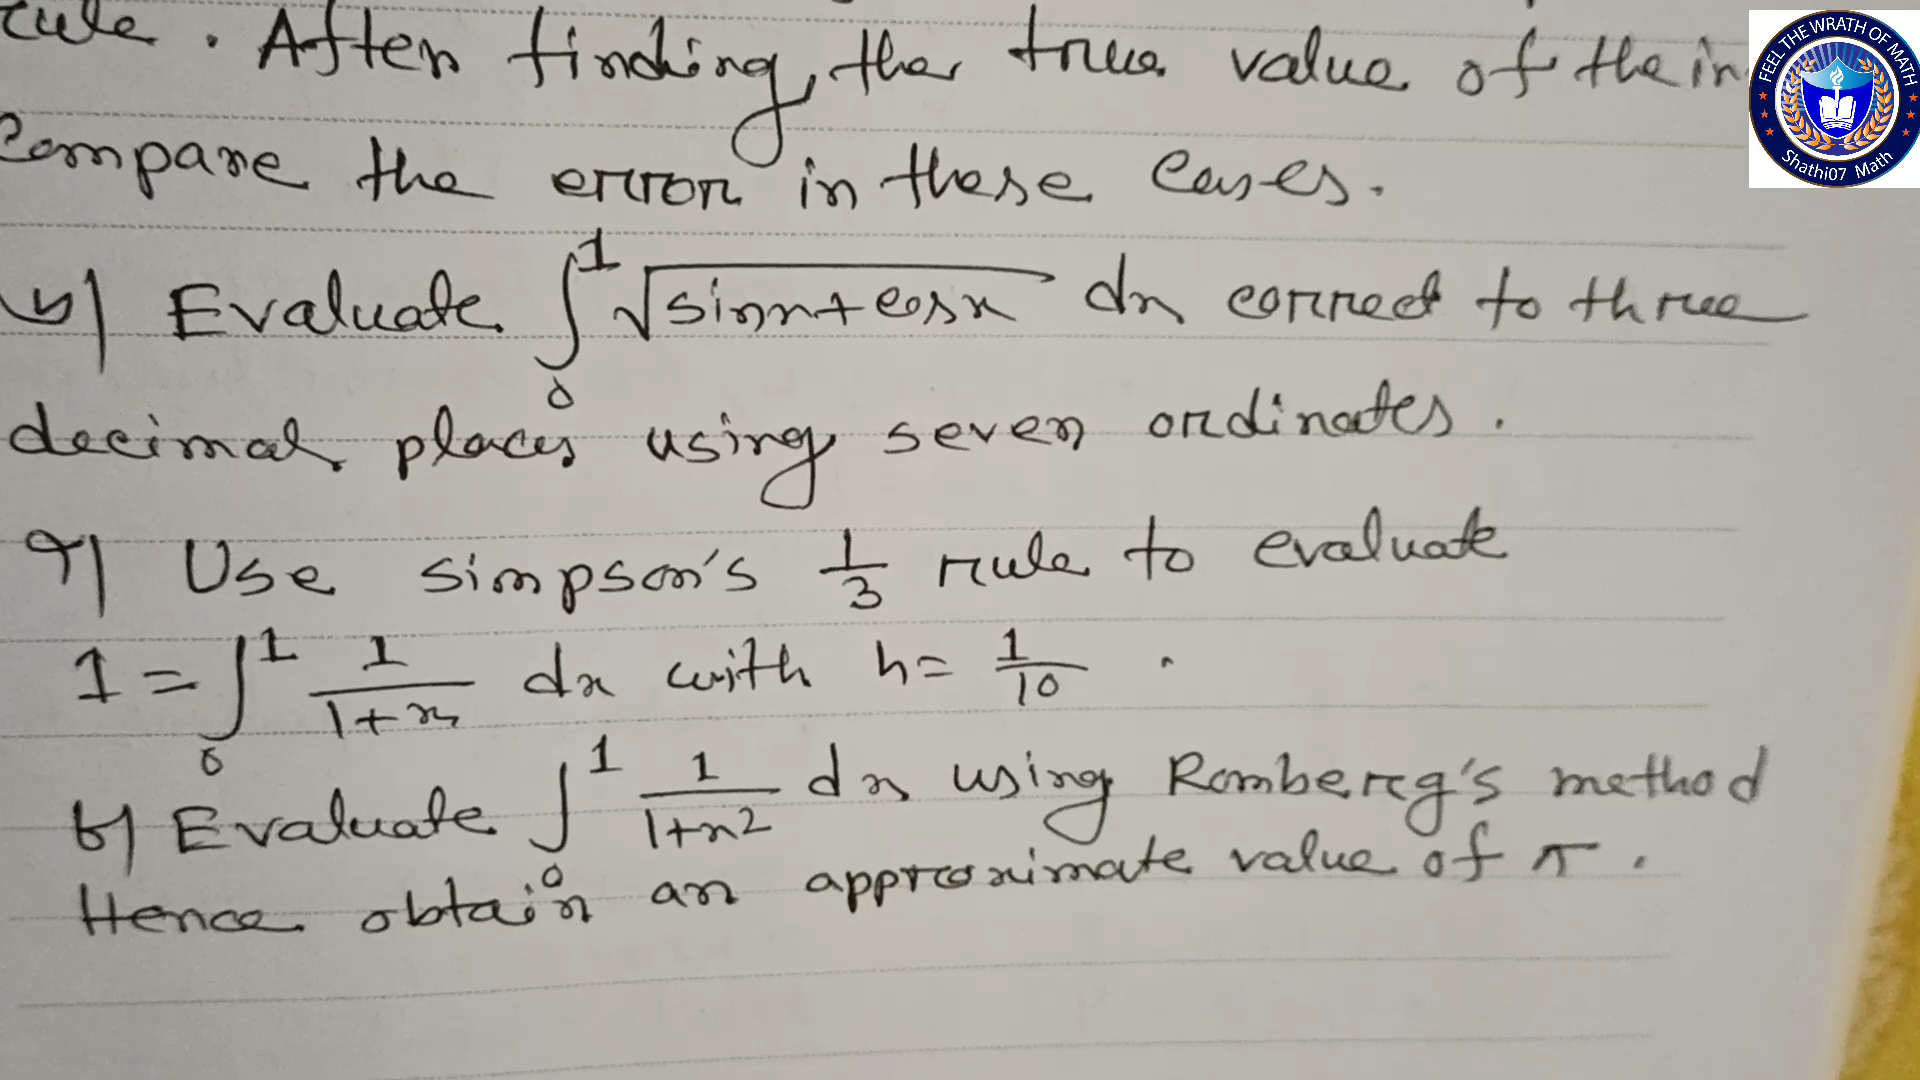 rule. After finding the true value of the in
FEEL THE WRATH OF MATH
Shathi07 Math
Compare the error in these cases.
Evaluate ∫₀¹ √(sinx + cosx) dx correct to three
decimal places using seven ordinates.
Use simpson's 1/3 rule to evaluate
I = ∫₀¹ 1/(1+x) dx with h = 1/10 .
Evaluate ∫₀¹ 1/(1+x²) dx using Romberg's method
Hence obtain an approximate value of π .